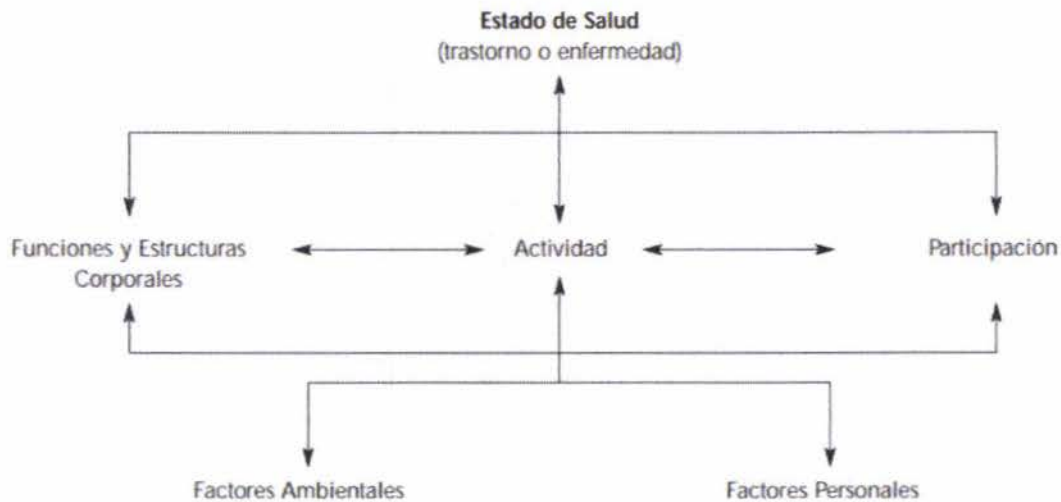 Estado de Salud
(trastorno o enfermedad)
Funciones y Estructuras
Corporales
Actividad
Participación
Factores Ambientales
Factores Personales